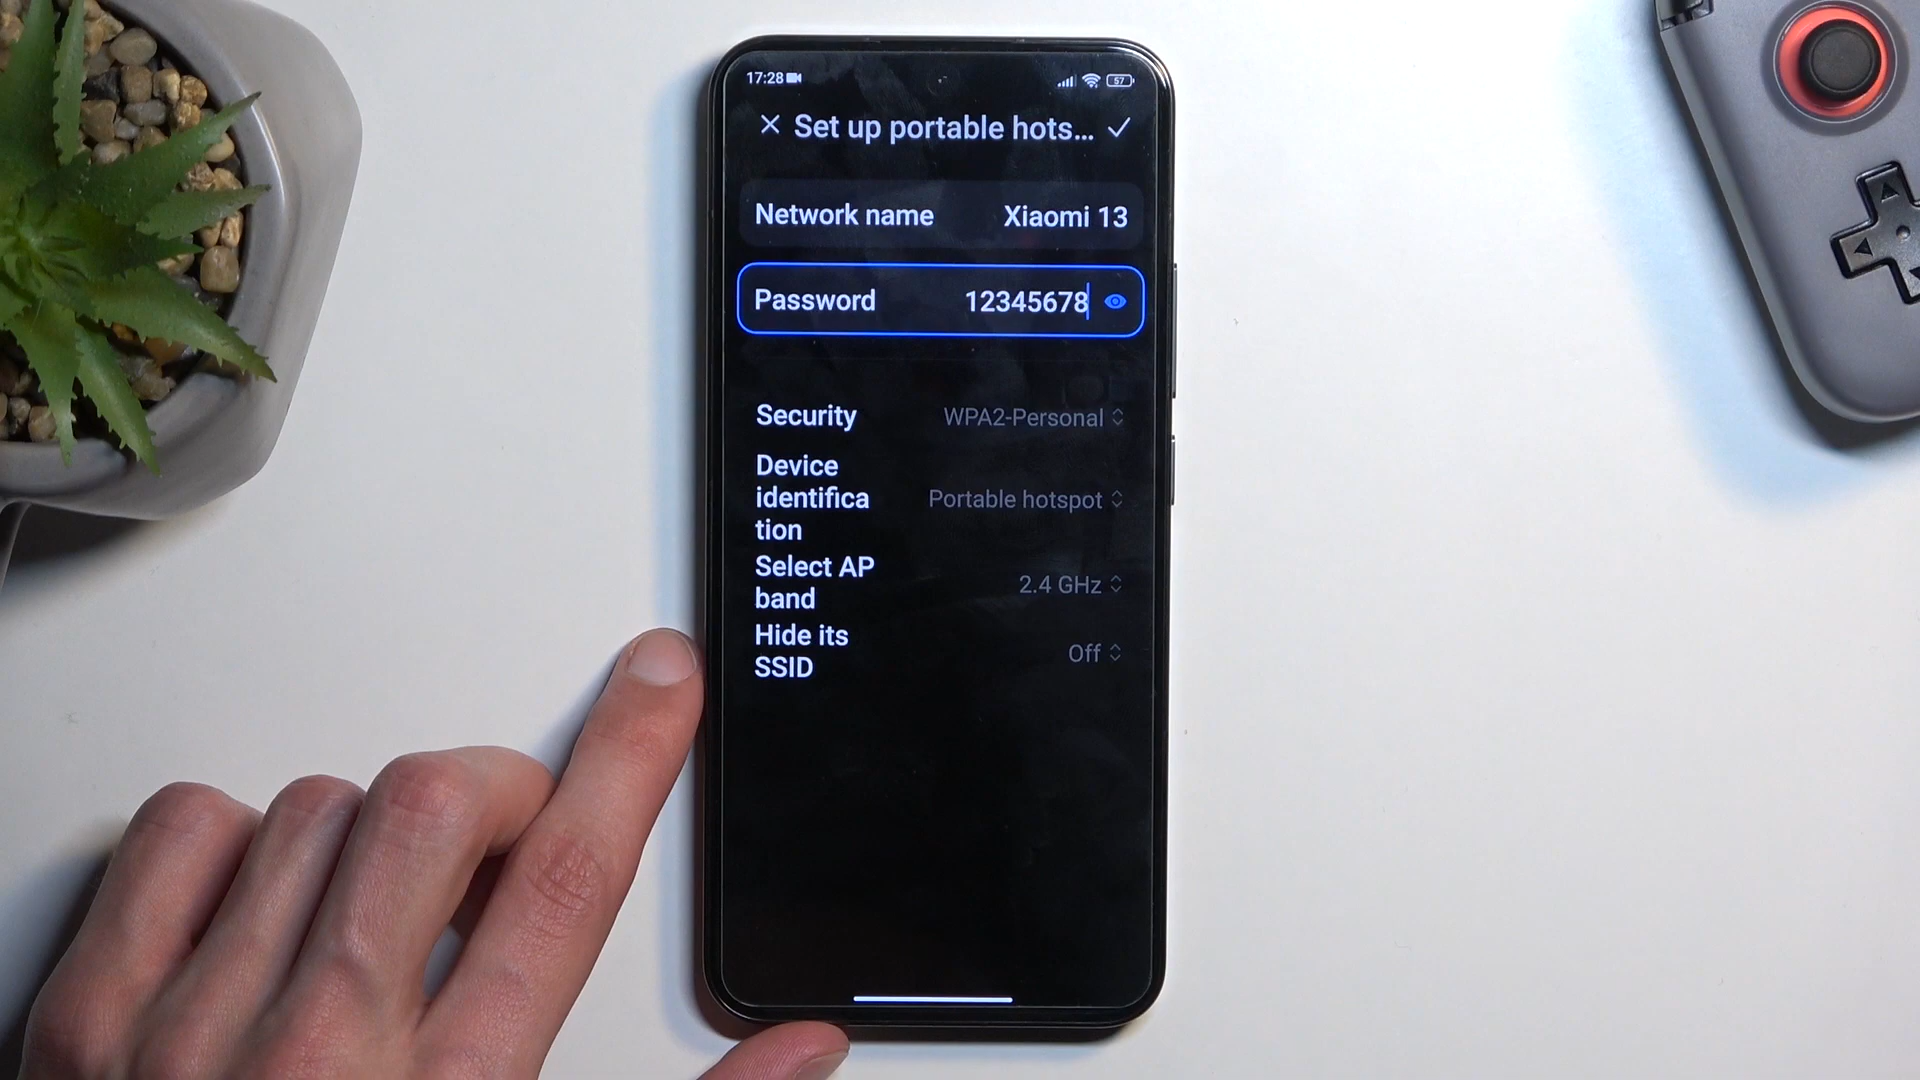 17:28 57
Set up portable hots...
Network name Xiaomi 13
Password 12345678
Security WPA2-Personal
Device
identifica
tion
Portable hotspot
Select AP
band
2.4 GHz
Hide its
SSID
Off